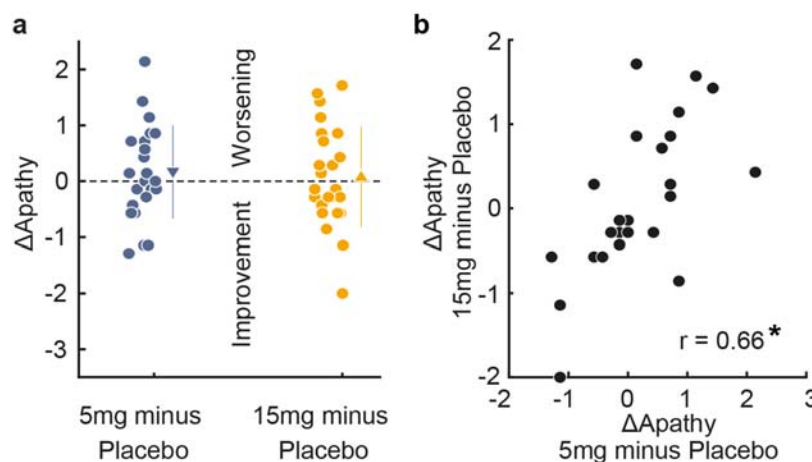 a
ΔApathy
2
1
0
-1
-2
-3
Worsening
Improvement
5mg minus
Placebo
15mg minus
Placebo
b
ΔApathy
15mg minus Placebo
2
1
0
-1
-2
r = 0.66*
-2
-1
0
1
2
3
ΔApathy
5mg minus Placebo